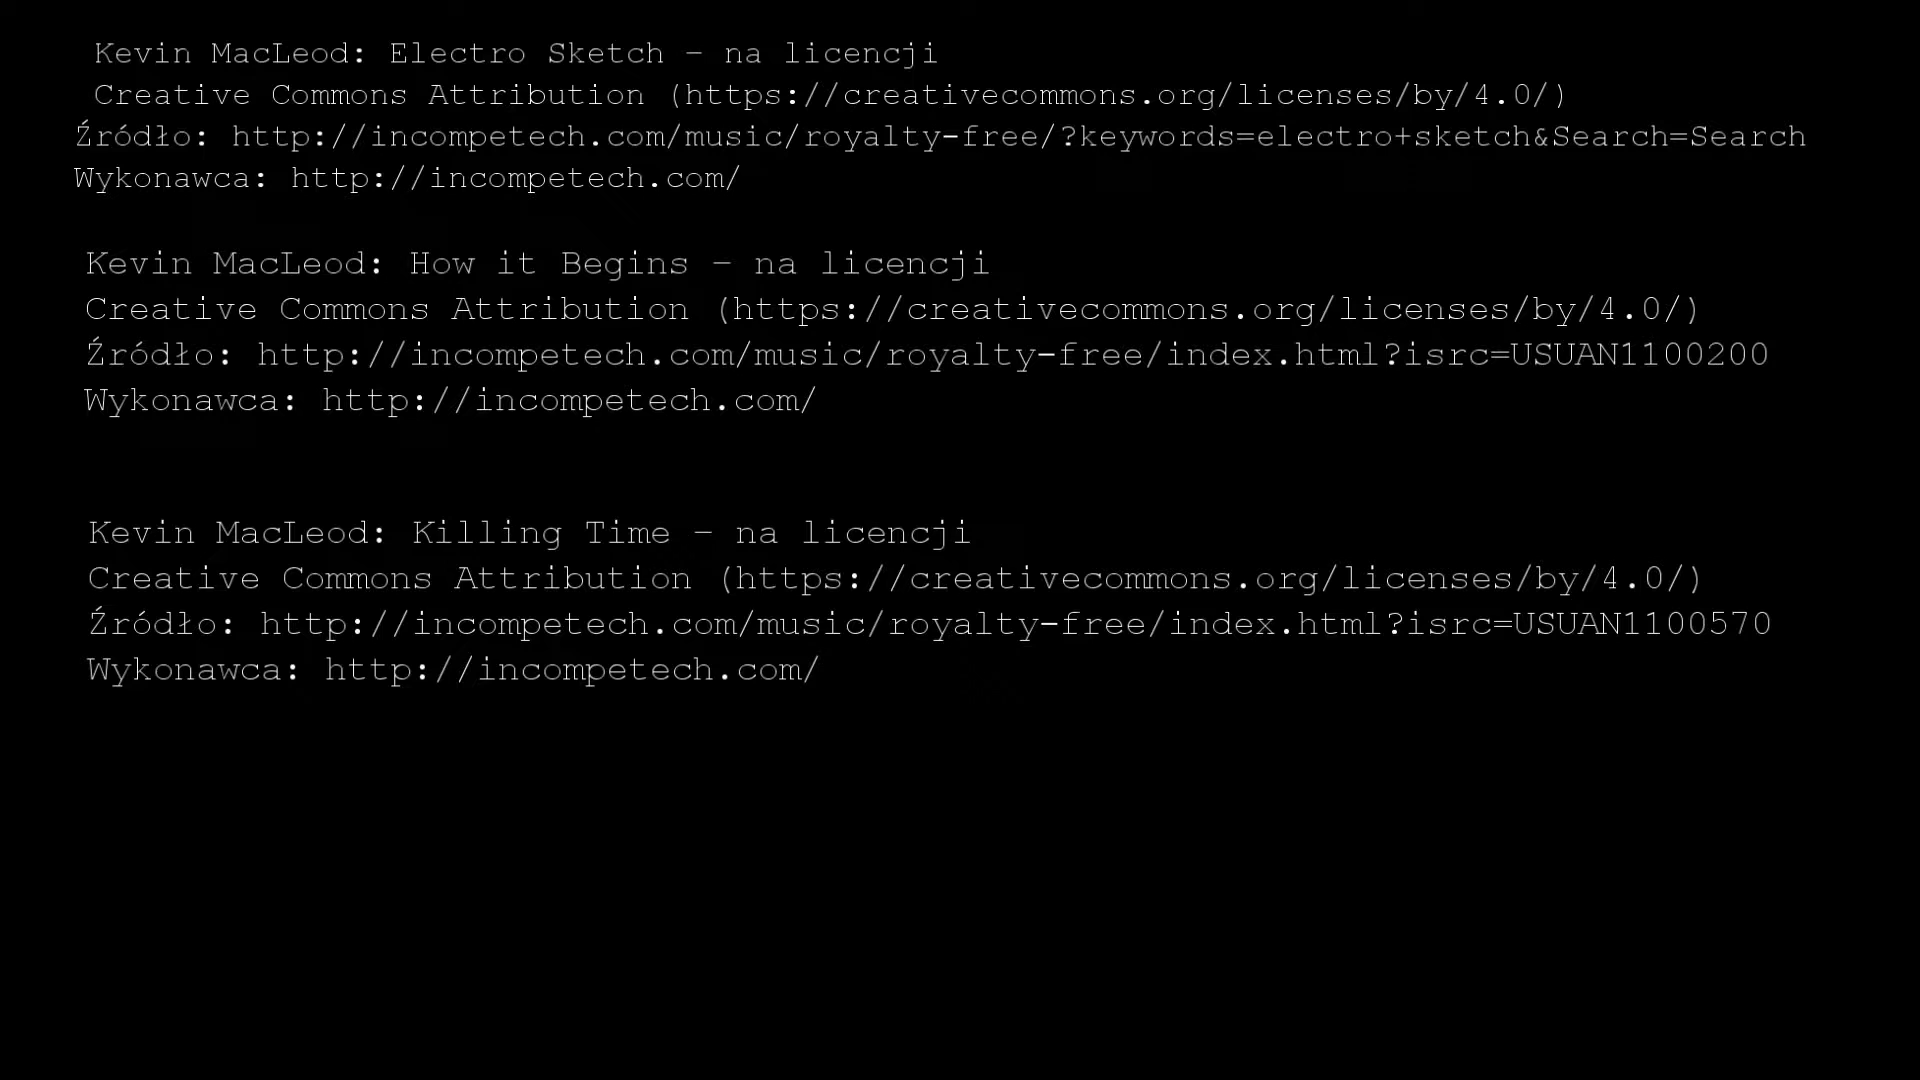 Kevin MacLeod: Electro Sketch – na licencji
Creative Commons Attribution (https://creativecommons.org/licenses/by/4.0/)
Źródło: http://incompetech.com/music/royalty-free/?keywords=electro+sketch&Search=Search
Wykonawca: http://incompetech.com/
Kevin MacLeod: How it Begins – na licencji
Creative Commons Attribution (https://creativecommons.org/licenses/by/4.0/)
Źródło: http://incompetech.com/music/royalty-free/index.html?isrc=USUAN1100200
Wykonawca: http://incompetech.com/
Kevin MacLeod: Killing Time – na licencji
Creative Commons Attribution (https://creativecommons.org/licenses/by/4.0/)
Źródło: http://incompetech.com/music/royalty-free/index.html?isrc=USUAN1100570
Wykonawca: http://incompetech.com/